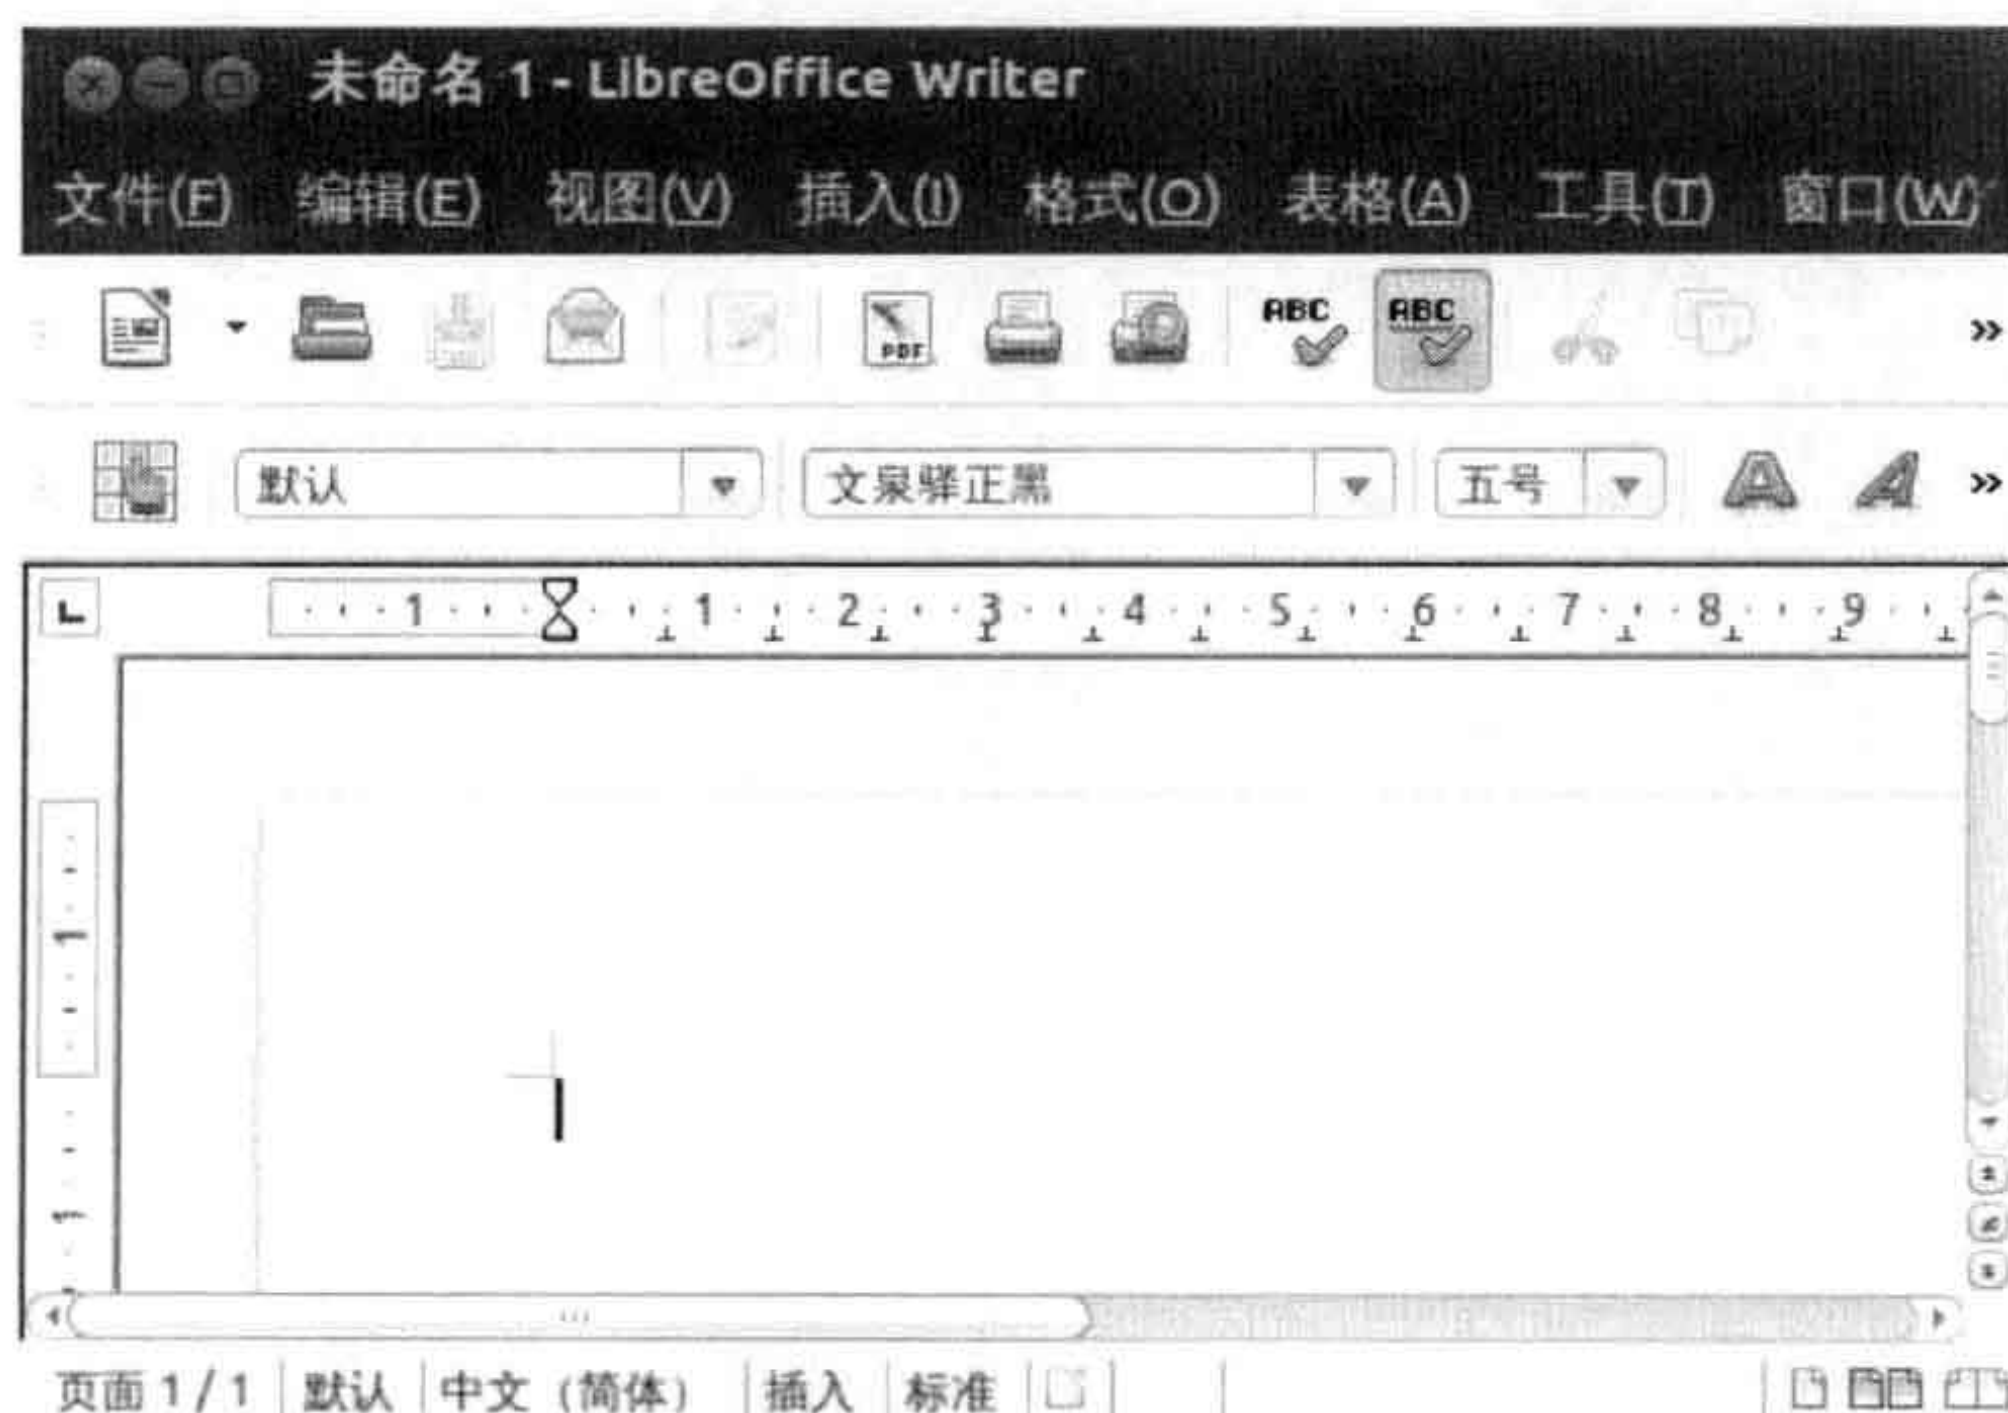 未命名 1 - LibreOffice Writer
文件(F) 编辑(E) 视图(V) 插入(I) 格式(O) 表格(A) 工具(T) 窗口(W)
PDF ABC ABC »
默认 文泉驿正黑 五号 A A »
1 1 2 3 4 5 6 7 8 9
1
1
页面 1 / 1 默认 中文（简体） 插入 标准